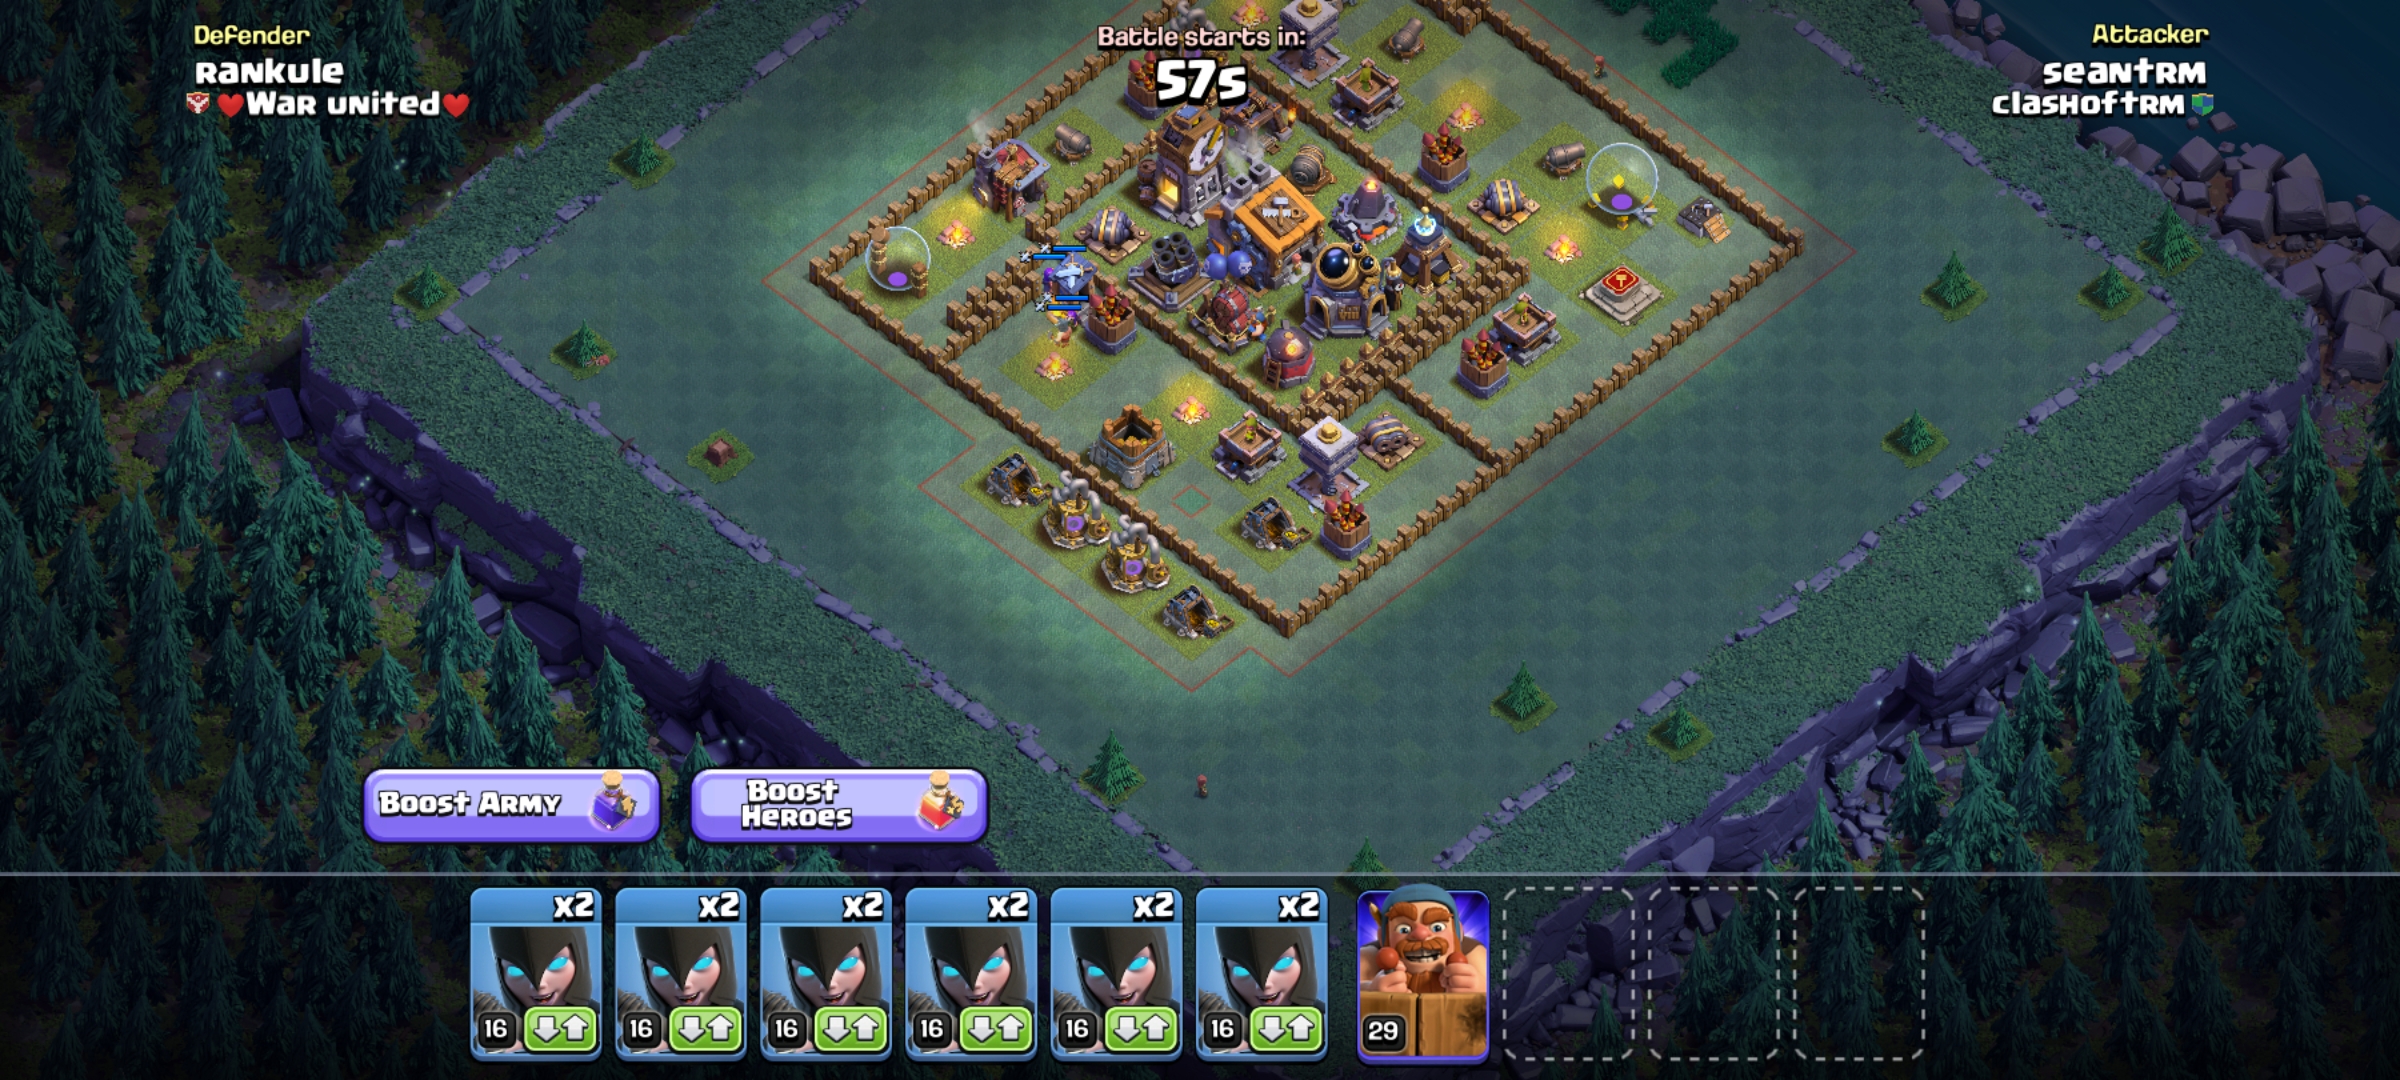 Defender
Rankule
War united
Battle starts in:
57s
Attacker
seantRM
clashoftRM
Boost Army
Boost
Heroes
x2
x2
x2
x2
x2
x2
16
16
16
16
16
16
29